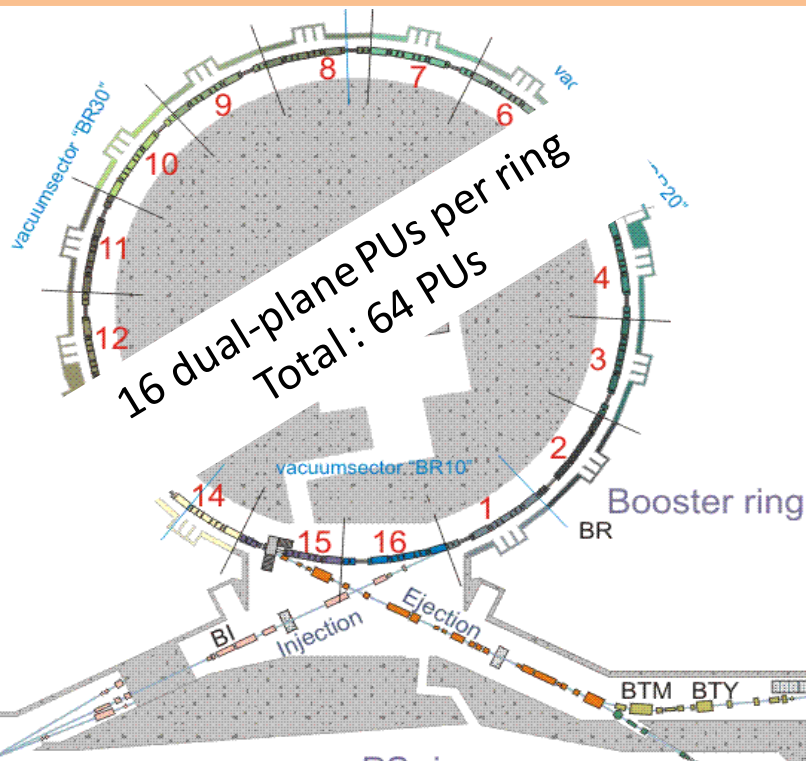 8
7
vac
9
6
vacuumsector "BR30"
10
16 dual-plane PUs per ring
Total : 64 PUs
11
4
12
3
2
vacuumsector "BR10"
14
1
Booster ring
BR
15
16
Ejection
BI
Injection
BTM
BTY